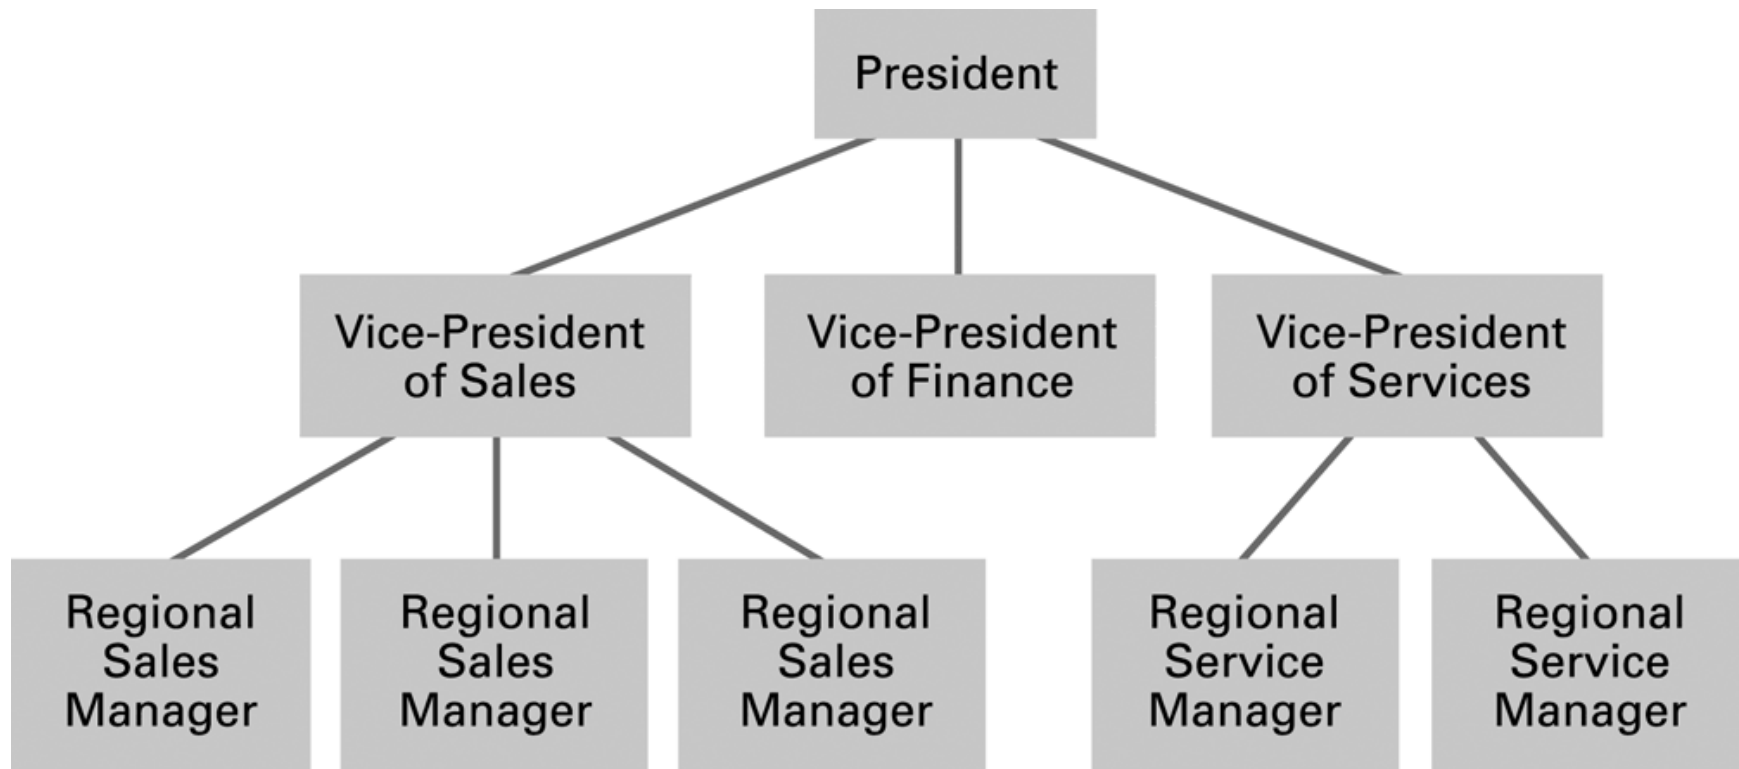 President
Vice-President
of Sales
Vice-President
of Finance
Vice-President
of Services
Regional
Sales
Manager
Regional
Sales
Manager
Regional
Sales
Manager
Regional
Service
Manager
Regional
Service
Manager